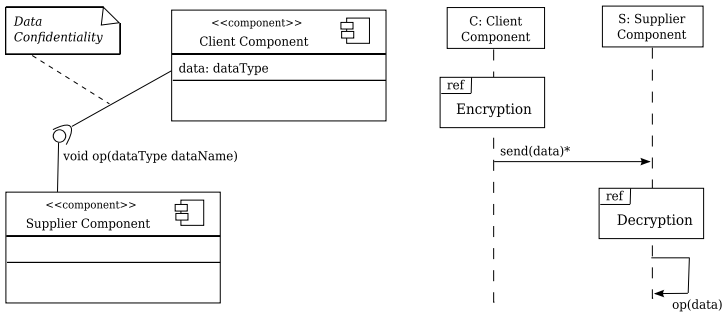 Data
Confidentiality
<<component>>
Client Component
data: dataType
void op(dataType dataName)
<<component>>
Supplier Component
C: Client
Component
S: Supplier
Component
ref
Encryption
send(data)*
ref
Decryption
op(data)